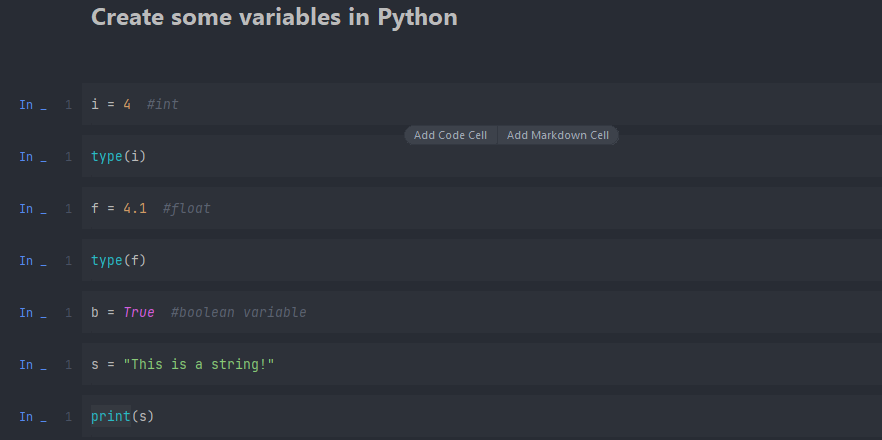 Create some variables in Python
In _ 1 i = 4 #int
Add Code Cell Add Markdown Cell
In _ 1 type(i)
In _ 1 f = 4.1 #float
In _ 1 type(f)
In _ 1 b = True #boolean variable
In _ 1 s = "This is a string!"
In _ 1 print(s)